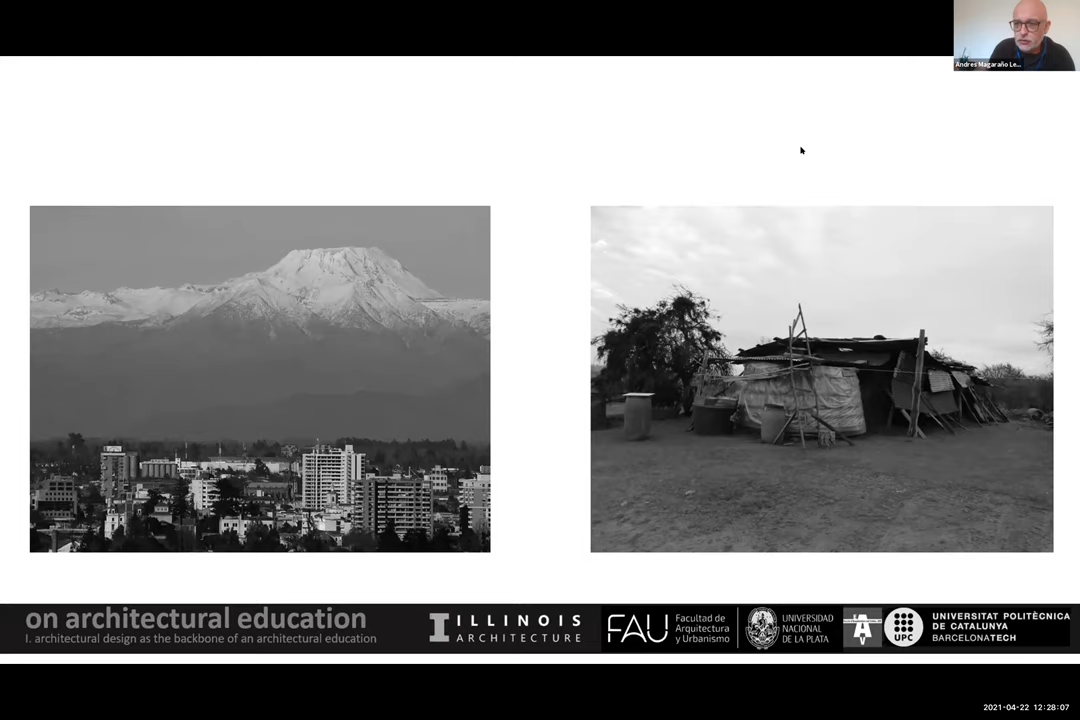 Andres Magaraño Le...
on architectural education
I. architectural design as the backbone of an architectural education
ILLINOIS
ARCHITECTURE
FAU
Facultad de
Arquitectura
y Urbanismo
UNIVERSIDAD
NACIONAL
DE LA PLATA
UPC
UNIVERSITAT POLITÈCNICA
DE CATALUNYA
BARCELONATECH
2021-04-22 12:28:07